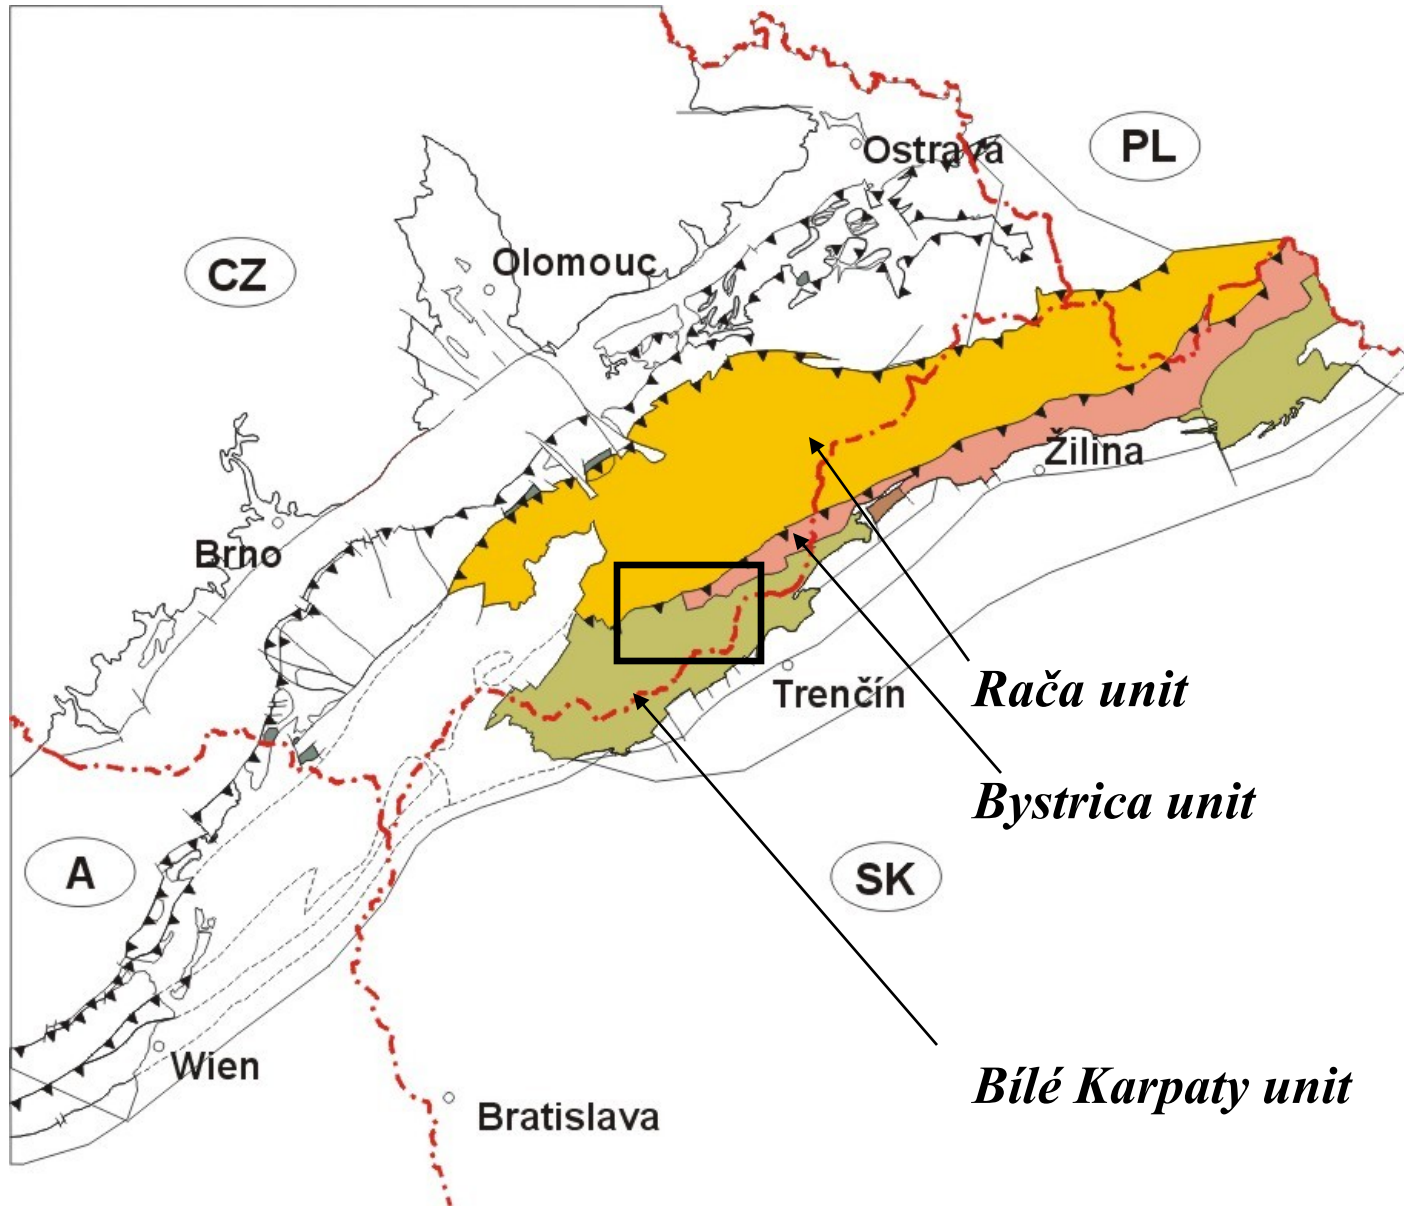 PL
Ostrava
Olomouc
CZ
Žilina
Brno
Trenčín
Rača unit
Bystrica unit
A
SK
Wien
Bílé Karpaty unit
Bratislava